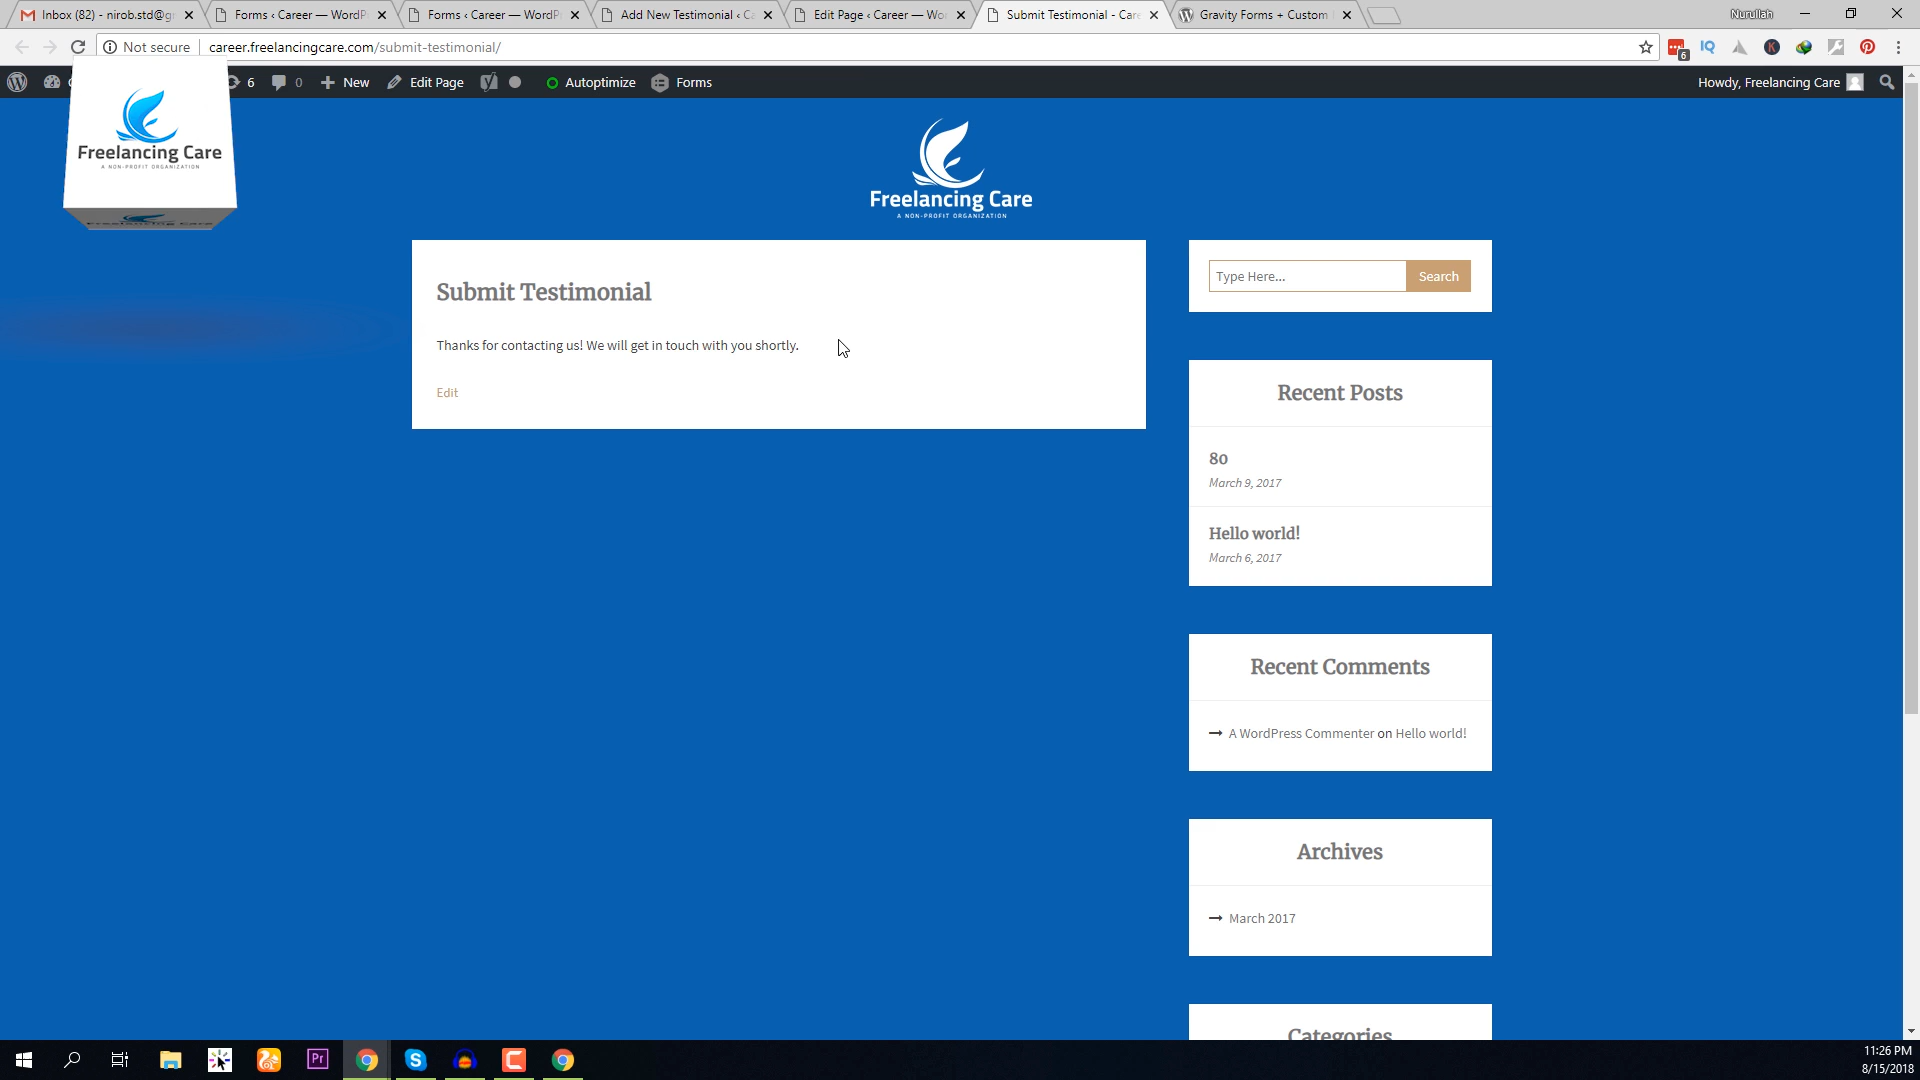 Inbox (82) - nirob.std@gr
Forms ‹ Career — WordP
Forms ‹ Career — WordP
Add New Testimonial ‹ C
Edit Page ‹ Career — Wo
Submit Testimonial - Care
Gravity Forms + Custom
Nurullah
Not secure
career.freelancingcare.com/submit-testimonial/
6
IQ
K
6
0
New
Edit Page
Autoptimize
Forms
Howdy, Freelancing Care
Freelancing Care
A NON-PROFIT ORGANIZATION
Freelancing Care
A NON-PROFIT ORGANIZATION
Submit Testimonial
Thanks for contacting us! We will get in touch with you shortly.
Edit
Type Here...
Search
Recent Posts
80
March 9, 2017
Hello world!
March 6, 2017
Recent Comments
A WordPress Commenter on Hello world!
Archives
March 2017
Categories
Pr
11:26 PM
8/15/2018